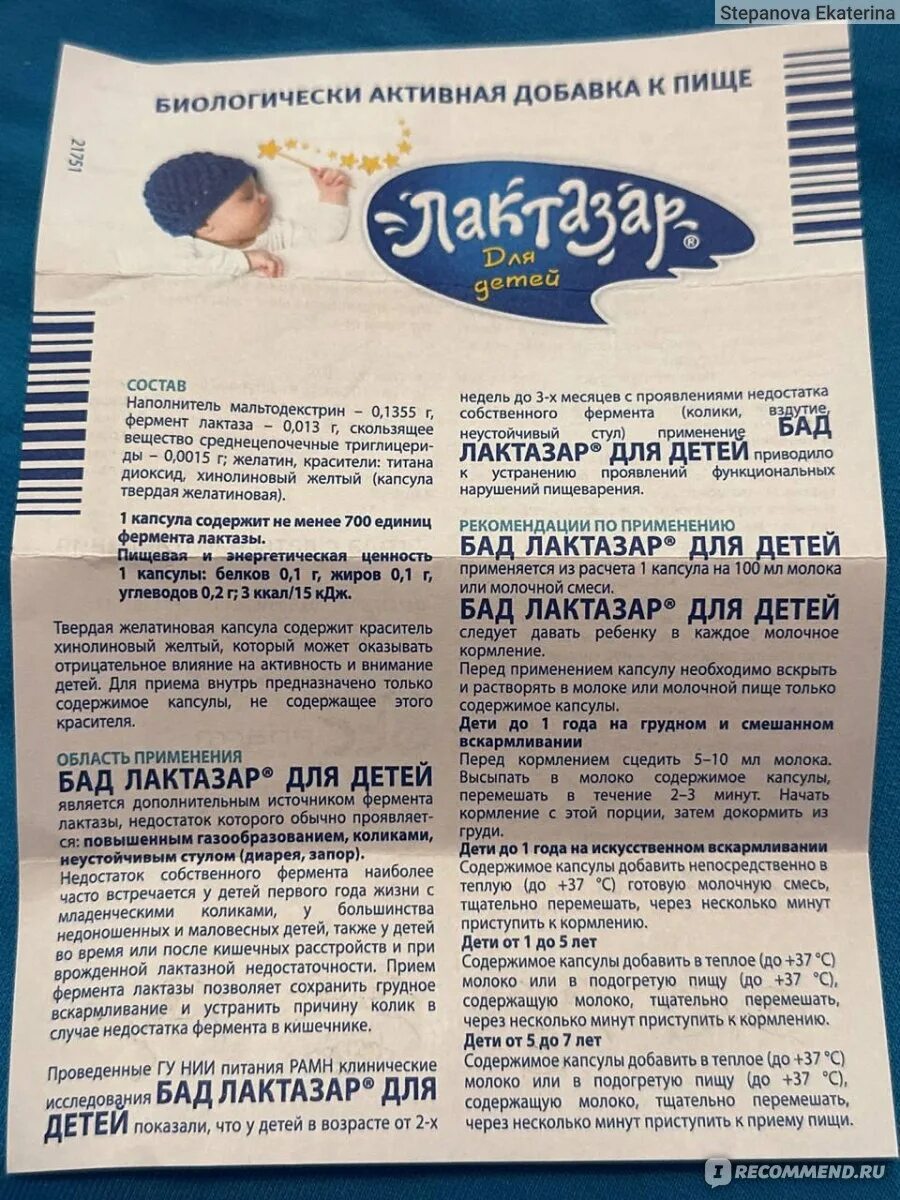 Stepanova Ekaterina
БИОЛОГИЧЕСКИ АКТИВНАЯ ДОБАВКА К ПИЩЕ
21751
Лактазар®
Для
детей
СОСТАВ
Наполнитель мальтодекстрин – 0,1355 г,
фермент лактаза – 0,013 г, скользящее
вещество среднецепочечные триглицери-
ды – 0,0015 г; желатин, красители: титана
диоксид, хинолиновый желтый (капсула
твердая желатиновая).
1 капсула содержит не менее 700 единиц
фермента лактазы.
Пищевая и энергетическая ценность
1 капсулы: белков 0,1 г, жиров 0,1 г,
углеводов 0,2 г; 3 ккал/15 кДж.
Твердая желатиновая капсула содержит краситель
хинолиновый желтый, который может оказывать
отрицательное влияние на активность и внимание
детей. Для приема внутрь предназначено только
содержимое капсулы, не содержащее этого
красителя.
ОБЛАСТЬ ПРИМЕНЕНИЯ
БАД ЛАКТАЗАР® ДЛЯ ДЕТЕЙ
является дополнительным источником фермента
лактазы, недостаток которого обычно проявляет-
ся: повышенным газообразованием, коликами,
неустойчивым стулом (диарея, запор).
Недостаток собственного фермента наиболее
часто встречается у детей первого года жизни с
младенческими коликами, у большинства
недоношенных и маловесных детей, также у детей
во время или после кишечных расстройств и при
врожденной лактазной недостаточности. Прием
фермента лактазы позволяет сохранить грудное
вскармливание и устранить причину колик в
случае недостатка фермента в кишечнике.
Проведенные ГУ НИИ питания РАМН клинические
исследования БАД ЛАКТАЗАР® ДЛЯ
ДЕТЕЙ показали, что у детей в возрасте от 2-х
недель до 3-х месяцев с проявлениями недостатка
собственного фермента (колики, вздутие,
неустойчивый стул) применение БАД
ЛАКТАЗАР® ДЛЯ ДЕТЕЙ приводило
к устранению проявлений функциональных
нарушений пищеварения.
РЕКОМЕНДАЦИИ ПО ПРИМЕНЕНИЮ
БАД ЛАКТАЗАР® ДЛЯ ДЕТЕЙ
применяется из расчета 1 капсула на 100 мл молока
или молочной смеси.
БАД ЛАКТАЗАР® ДЛЯ ДЕТЕЙ
следует давать ребенку в каждое молочное
кормление.
Перед применением капсулу необходимо вскрыть
и растворять в молоке или молочной пище только
содержимое капсулы.
Дети до 1 года на грудном и смешанном
вскармливании
Перед кормлением сцедить 5–10 мл молока.
Высыпать в молоко содержимое капсулы,
перемешать в течение 2–3 минут. Начать
кормление с этой порции, затем докормить из
груди.
Дети до 1 года на искусственном вскармливании
Содержимое капсулы добавить непосредственно в
теплую (до +37 °С) готовую молочную смесь,
тщательно перемешать, через несколько минут
приступить к кормлению.
Дети от 1 до 5 лет
Содержимое капсулы добавить в теплое (до +37 °С)
молоко или в подогретую пищу (до +37 °С),
содержащую молоко, тщательно перемешать,
через несколько минут приступить к кормлению.
Дети от 5 до 7 лет
Содержимое капсулы добавить в теплое (до +37 °С)
молоко или в подогретую пищу (до +37 °С),
содержащую молоко, тщательно перемешать,
через несколько минут приступить к приему пищи.
I RECOMMEND.RU